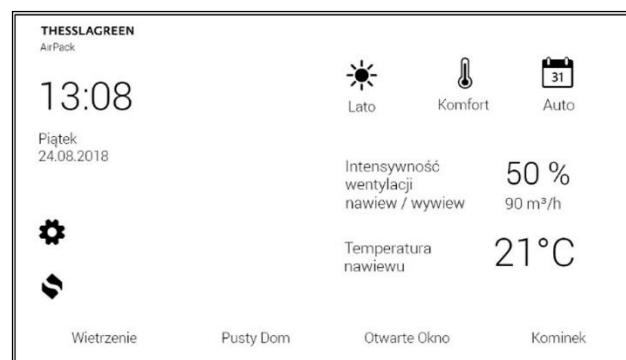 THESSLAGREEN
AirPack
13:08
Piątek
24.08.2018
31
Lato
Komfort
Auto
Intensywność
wentylacji
nawiew / wywiew
50 %
90 m³/h
Temperatura
nawiewu
21°C
Wietrzenie
Pusty Dom
Otwarte Okno
Kominek